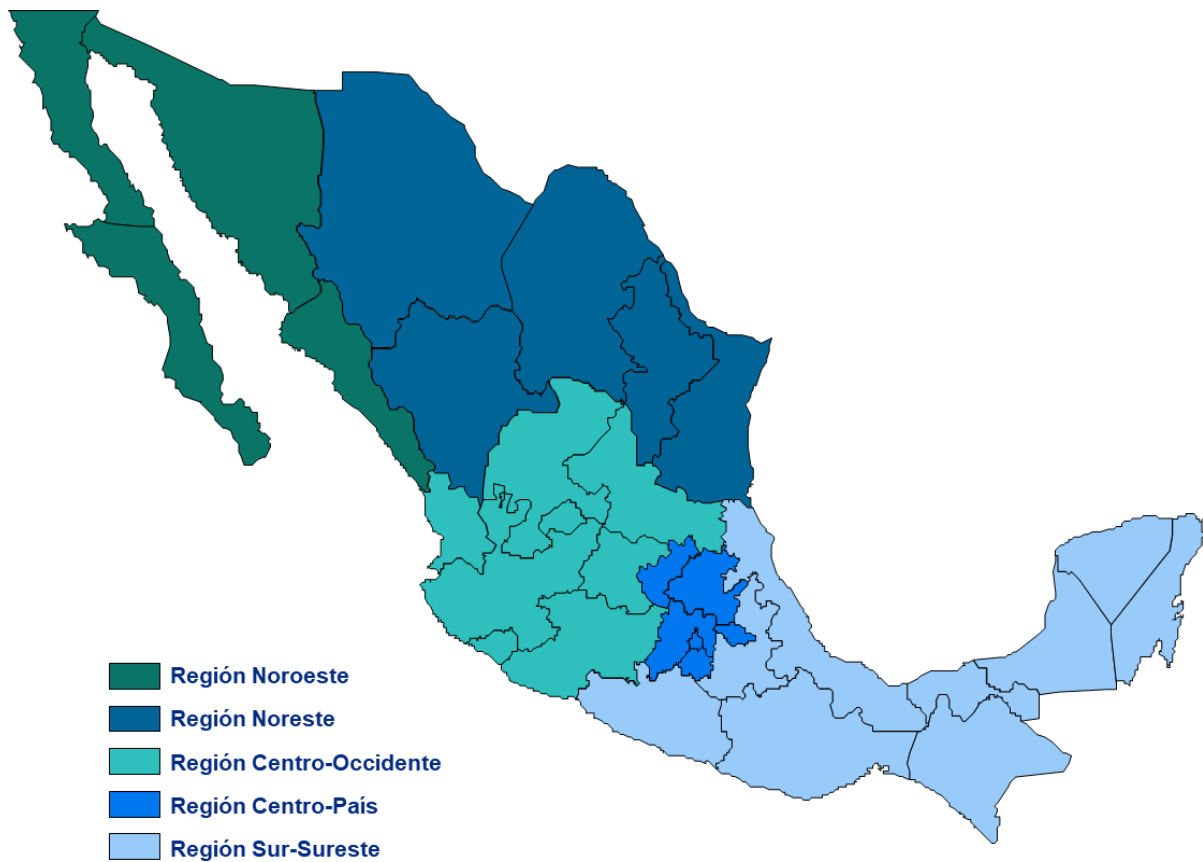 Región Noroeste
Región Noreste
Región Centro-Occidente
Región Centro-País
Región Sur-Sureste